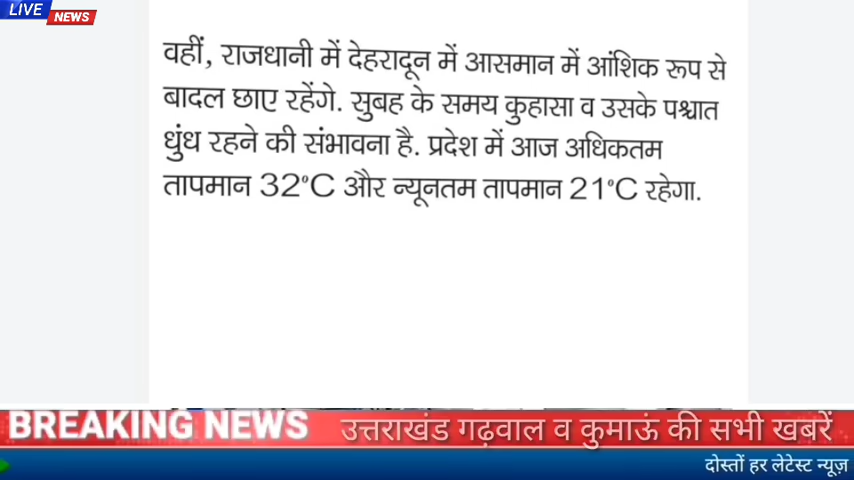 LIVE
NEWS
वहीं, राजधानी में देहरादून में आसमान में आंशिक रूप से
बादल छाए रहेंगे. सुबह के समय कुहासा व उसके पश्चात
धुंध रहने की संभावना है. प्रदेश में आज अधिकतम
तापमान 32°C और न्यूनतम तापमान 21°C रहेगा.
BREAKING NEWS उत्तराखंड गढ़वाल व कुमाऊं की सभी खबरें
दोस्तों हर लेटेस्ट न्यूज़